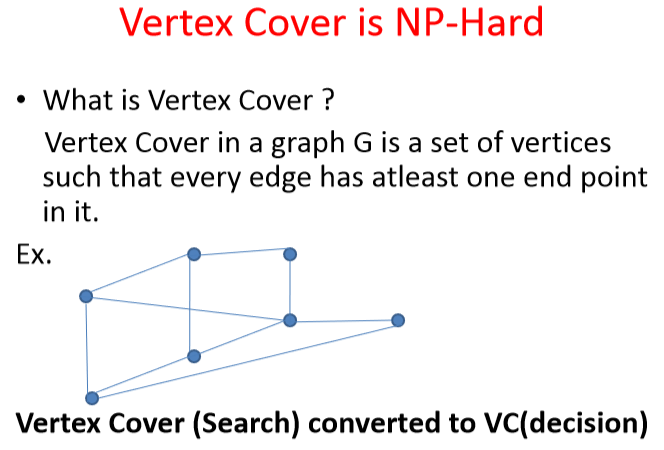 Vertex Cover is NP-Hard
• What is Vertex Cover ?
Vertex Cover in a graph G is a set of vertices
such that every edge has atleast one end point
in it.
Ex.
Vertex Cover (Search) converted to VC(decision)